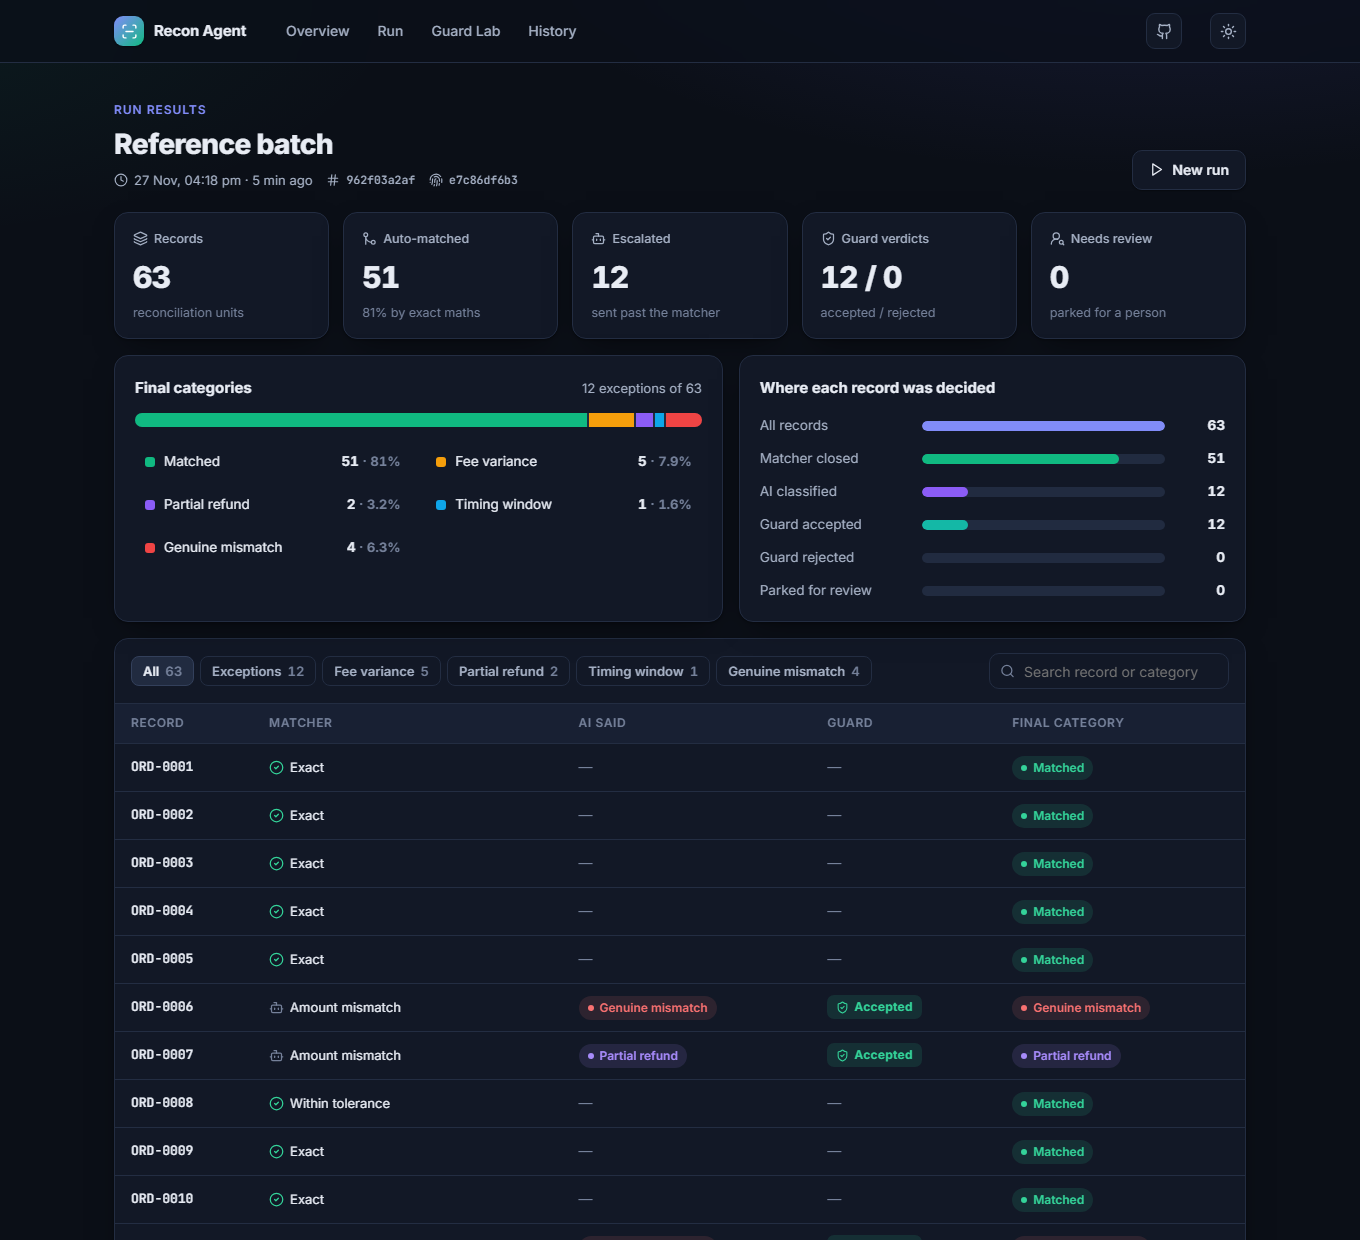 Recon Agent Overview Run Guard Lab History
RUN RESULTS
Reference batch
27 Nov, 04:18 pm · 5 min ago 962f03a2af e7c86df6b3
New run
Records
63
reconciliation units
Auto-matched
51
81% by exact maths
Escalated
12
sent past the matcher
Guard verdicts
12 / 0
accepted / rejected
Needs review
0
parked for a person
Final categories 12 exceptions of 63
Matched 51 · 81% Fee variance 5 · 7.9%
Partial refund 2 · 3.2% Timing window 1 · 1.6%
Genuine mismatch 4 · 6.3%
Where each record was decided
All records 63
Matcher closed 51
AI classified 12
Guard accepted 12
Guard rejected 0
Parked for review 0
All 63 Exceptions 12 Fee variance 5 Partial refund 2 Timing window 1 Genuine mismatch 4 Search record or category
RECORD MATCHER AI SAID GUARD FINAL CATEGORY
ORD-0001 Exact — — Matched
ORD-0002 Exact — — Matched
ORD-0003 Exact — — Matched
ORD-0004 Exact — — Matched
ORD-0005 Exact — — Matched
ORD-0006 Amount mismatch Genuine mismatch Accepted Genuine mismatch
ORD-0007 Amount mismatch Partial refund Accepted Partial refund
ORD-0008 Within tolerance — — Matched
ORD-0009 Exact — — Matched
ORD-0010 Exact — — Matched